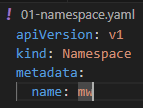 ! 01-namespace.yaml
apiVersion: v1
kind: Namespace
metadata:
  name: mw